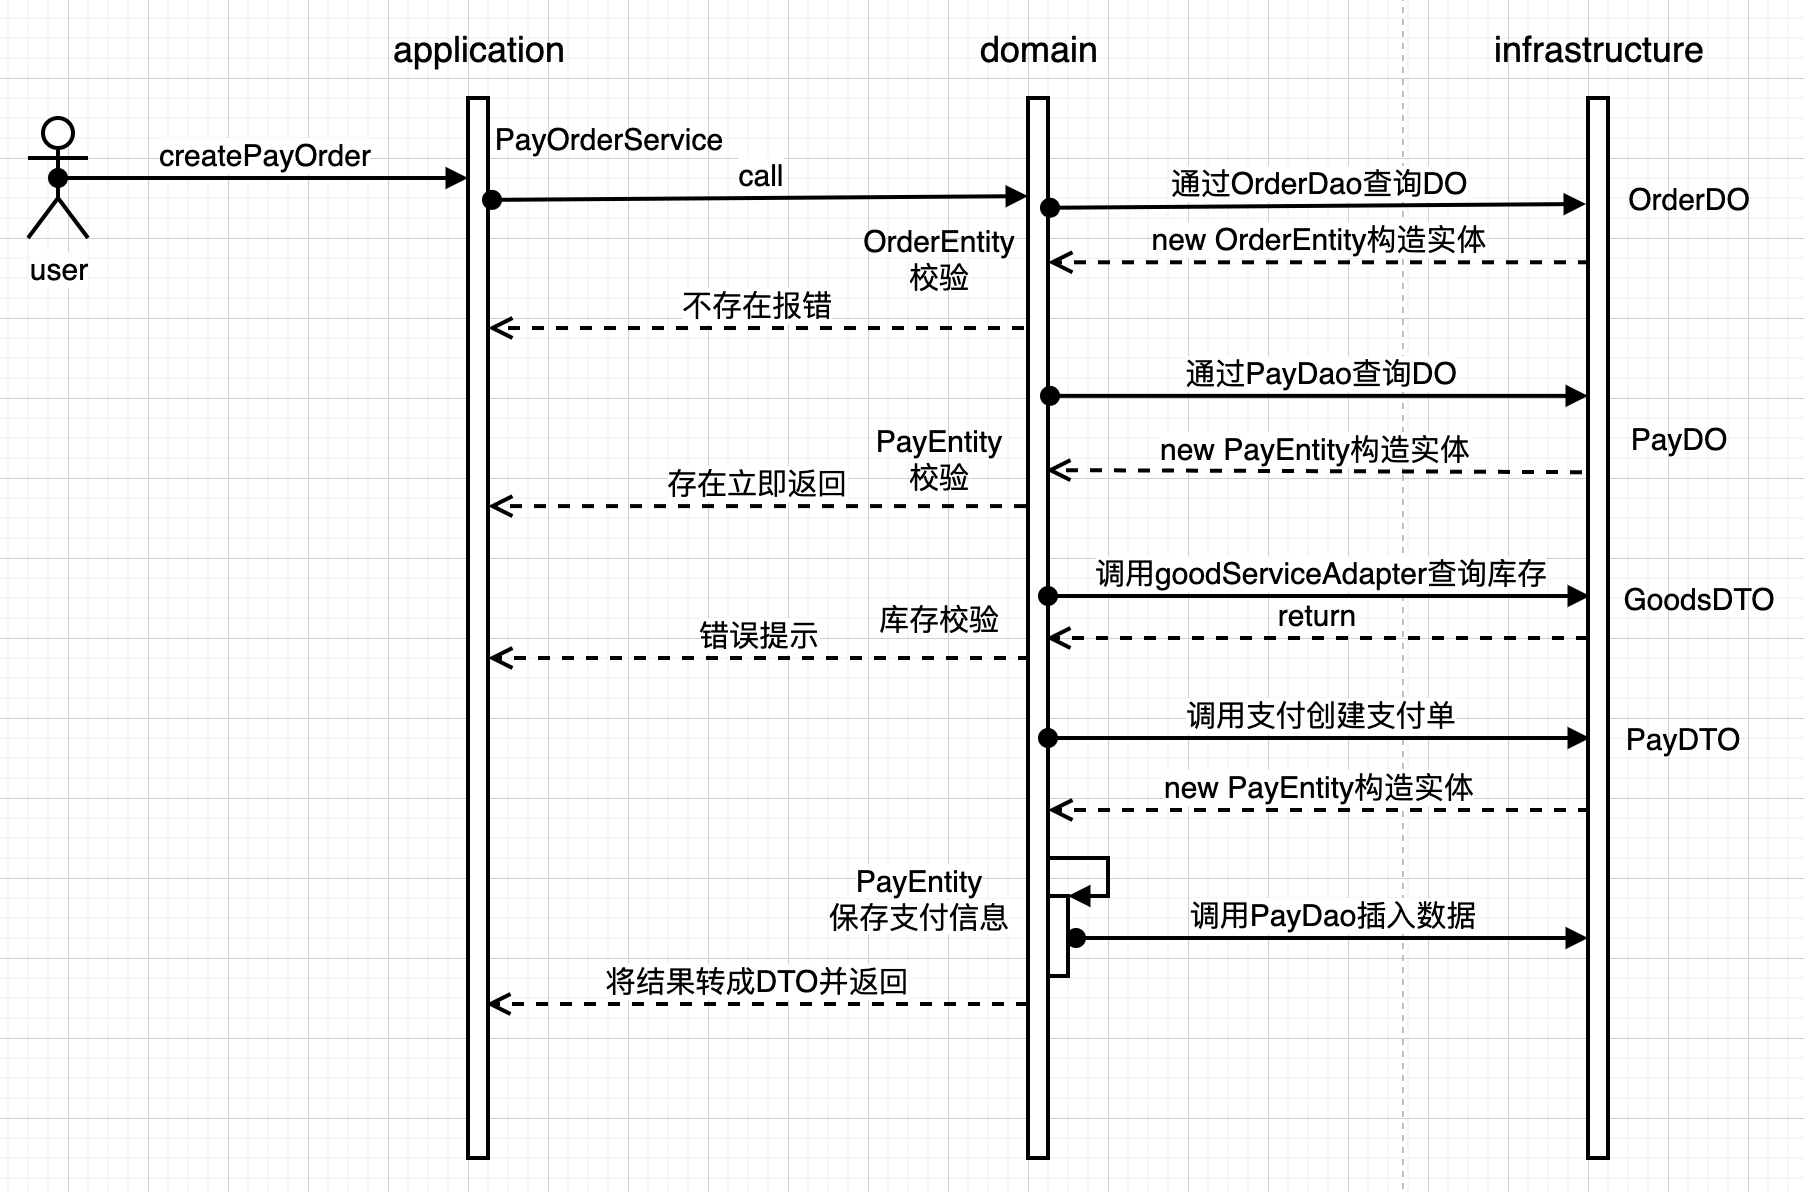 application
domain
infrastructure
createPayOrder
user
PayOrderService
call
通过OrderDao查询DO
OrderDO
new OrderEntity构造实体
OrderEntity
校验
不存在报错
通过PayDao查询DO
PayDO
new PayEntity构造实体
PayEntity
校验
存在立即返回
调用goodServiceAdapter查询库存
GoodsDTO
return
库存校验
错误提示
调用支付创建支付单
PayDTO
new PayEntity构造实体
PayEntity
保存支付信息
调用PayDao插入数据
将结果转成DTO并返回